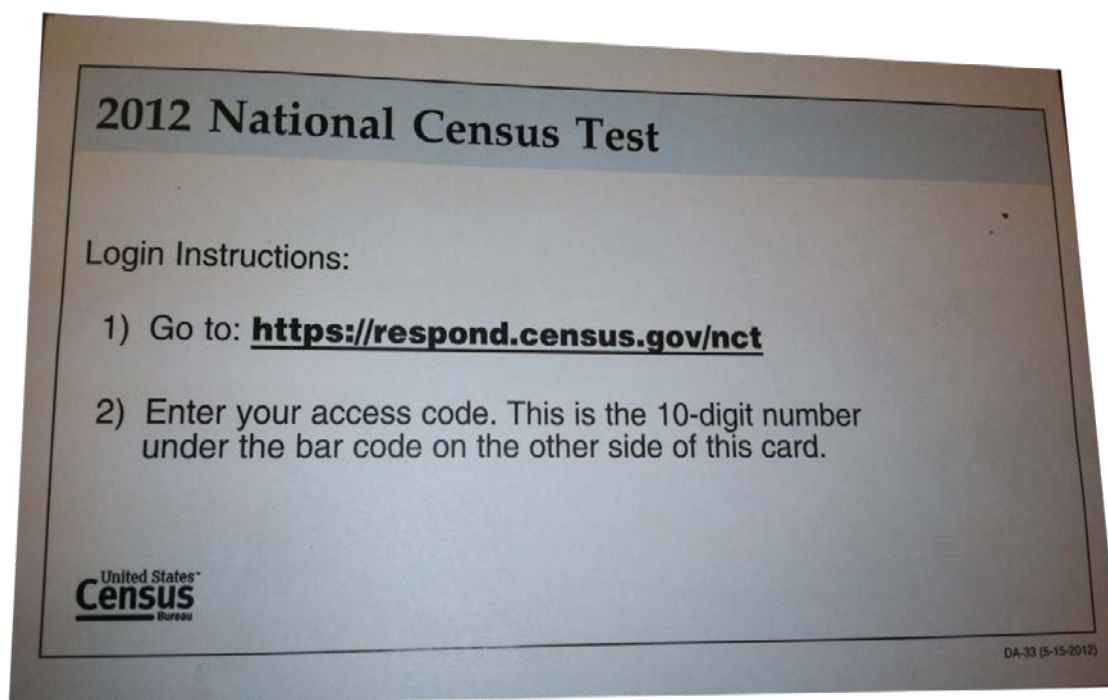 2012 National Census Test
Login Instructions:
1) Go to: https://respond.census.gov/nct
2) Enter your access code. This is the 10-digit number
under the bar code on the other side of this card.
United States™
Census
Bureau
DA-33 (5-15-2012)